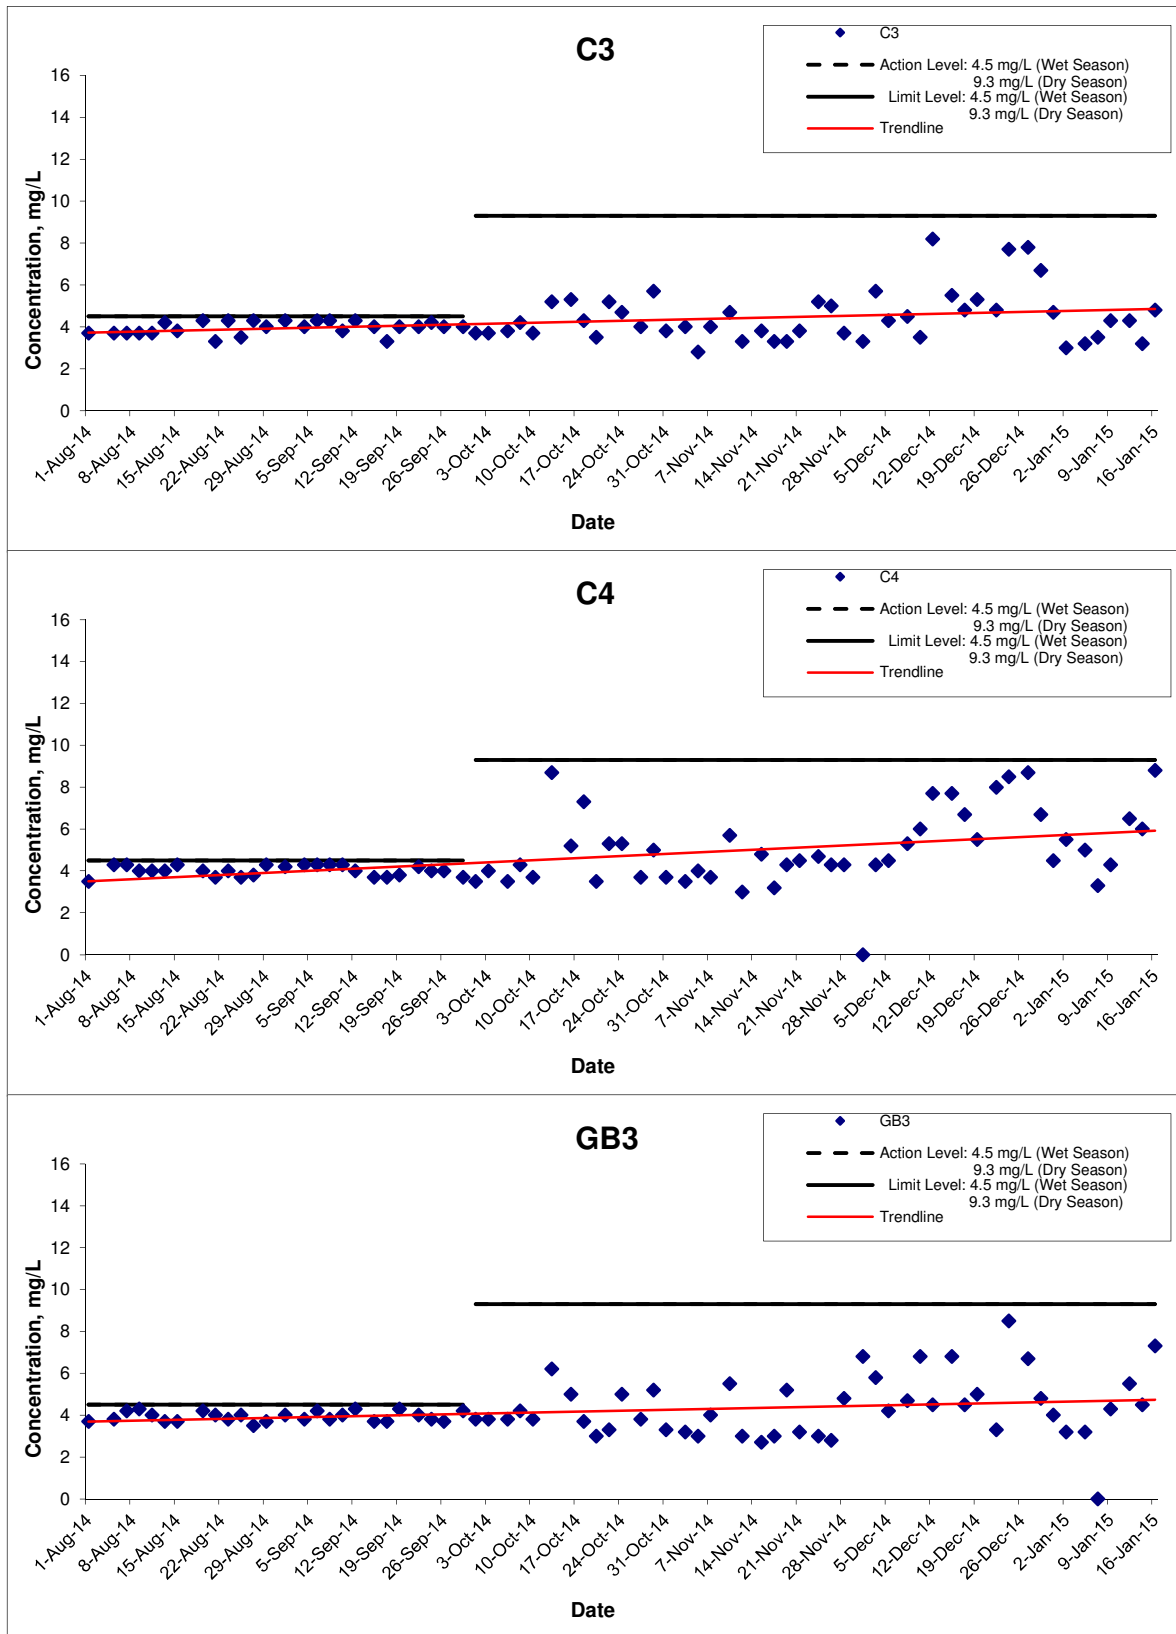 C3
C3
Action Level: 4.5 mg/L (Wet Season)
9.3 mg/L (Dry Season)
Limit Level: 4.5 mg/L (Wet Season)
9.3 mg/L (Dry Season)
Trendline
Concentration, mg/L
16
14
12
10
8
6
4
2
0
1-Aug-14
8-Aug-14
15-Aug-14
22-Aug-14
29-Aug-14
5-Sep-14
12-Sep-14
19-Sep-14
26-Sep-14
3-Oct-14
10-Oct-14
17-Oct-14
24-Oct-14
31-Oct-14
7-Nov-14
14-Nov-14
21-Nov-14
28-Nov-14
5-Dec-14
12-Dec-14
19-Dec-14
26-Dec-14
2-Jan-15
9-Jan-15
16-Jan-15
Date
C4
C4
Action Level: 4.5 mg/L (Wet Season)
9.3 mg/L (Dry Season)
Limit Level: 4.5 mg/L (Wet Season)
9.3 mg/L (Dry Season)
Trendline
Concentration, mg/L
16
14
12
10
8
6
4
2
0
1-Aug-14
8-Aug-14
15-Aug-14
22-Aug-14
29-Aug-14
5-Sep-14
12-Sep-14
19-Sep-14
26-Sep-14
3-Oct-14
10-Oct-14
17-Oct-14
24-Oct-14
31-Oct-14
7-Nov-14
14-Nov-14
21-Nov-14
28-Nov-14
5-Dec-14
12-Dec-14
19-Dec-14
26-Dec-14
2-Jan-15
9-Jan-15
16-Jan-15
Date
GB3
GB3
Action Level: 4.5 mg/L (Wet Season)
9.3 mg/L (Dry Season)
Limit Level: 4.5 mg/L (Wet Season)
9.3 mg/L (Dry Season)
Trendline
Concentration, mg/L
16
14
12
10
8
6
4
2
0
1-Aug-14
8-Aug-14
15-Aug-14
22-Aug-14
29-Aug-14
5-Sep-14
12-Sep-14
19-Sep-14
26-Sep-14
3-Oct-14
10-Oct-14
17-Oct-14
24-Oct-14
31-Oct-14
7-Nov-14
14-Nov-14
21-Nov-14
28-Nov-14
5-Dec-14
12-Dec-14
19-Dec-14
26-Dec-14
2-Jan-15
9-Jan-15
16-Jan-15
Date